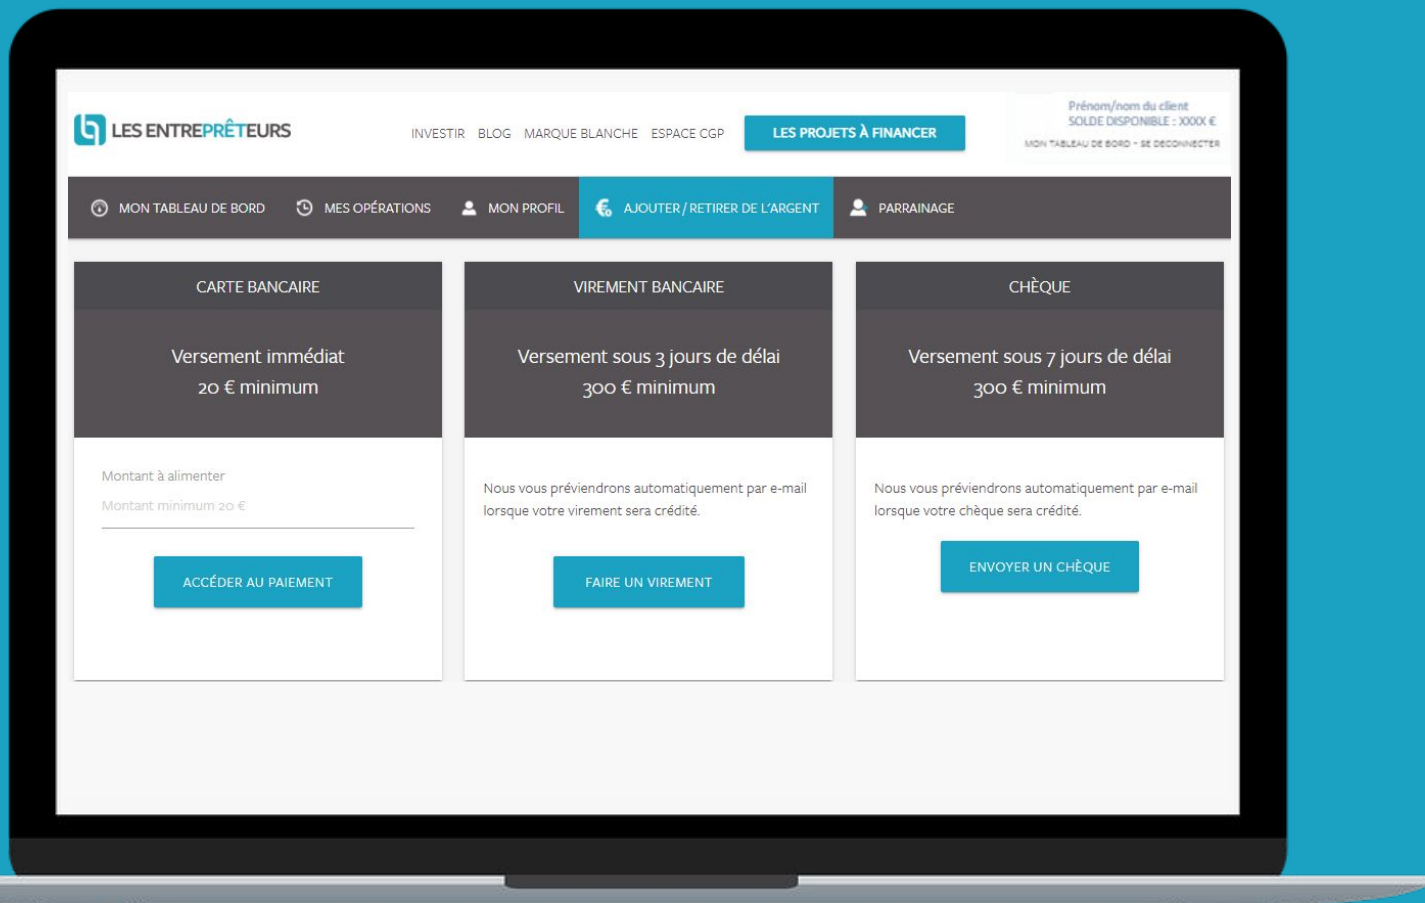 LES ENTREPRÊTEURS
INVESTIR BLOG MARQUE BLANCHE ESPACE CGP LES PROJETS À FINANCER
Prénom/nom du client
SOLDE DISPONIBLE : XXXX €
MON TABLEAU DE BORD - SE DECONNECTER
MON TABLEAU DE BORD MES OPÉRATIONS MON PROFIL AJOUTER / RETIRER DE L'ARGENT PARRAINAGE
CARTE BANCAIRE
Versement immédiat
20 € minimum
Montant à alimenter
Montant minimum 20 €
ACCÉDER AU PAIEMENT
VIREMENT BANCAIRE
Versement sous 3 jours de délai
300 € minimum
Nous vous préviendrons automatiquement par e-mail
lorsque votre virement sera crédité.
FAIRE UN VIREMENT
CHÈQUE
Versement sous 7 jours de délai
300 € minimum
Nous vous préviendrons automatiquement par e-mail
lorsque votre chèque sera crédité.
ENVOYER UN CHÈQUE